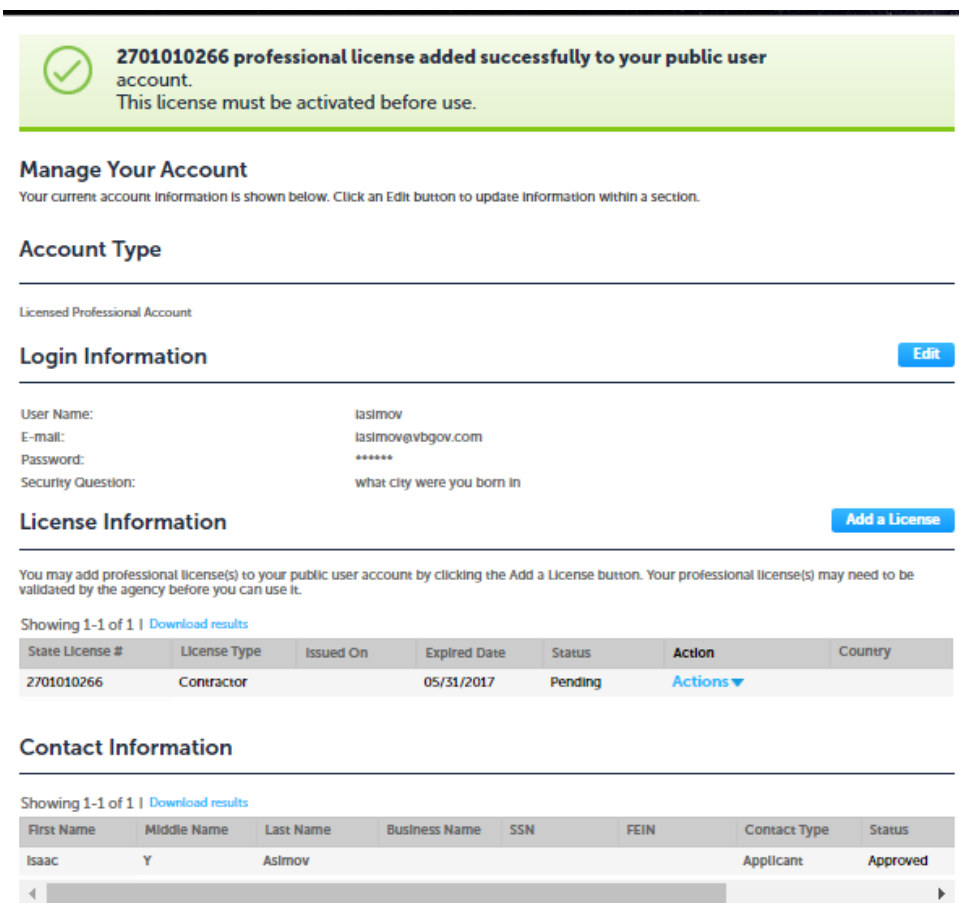 2701010266 professional license added successfully to your public user
account.
This license must be activated before use.
Manage Your Account
Your current account information is shown below. Click an Edit button to update information within a section.
Account Type
Licensed Professional Account
Login Information
Edit
User Name: iasimov
E-mail: iasimov@vbgov.com
Password: ******
Security Question: what city were you born in
License Information
Add a License
You may add professional license(s) to your public user account by clicking the Add a License button. Your professional license(s) may need to be
validated by the agency before you can use it.
Showing 1-1 of 1 | Download results
State License # License Type Issued On Expired Date Status Action Country
2701010266 Contractor 05/31/2017 Pending Actions▼
Contact Information
Showing 1-1 of 1 | Download results
First Name Middle Name Last Name Business Name SSN FEIN Contact Type Status
Isaac Y Asimov Applicant Approved